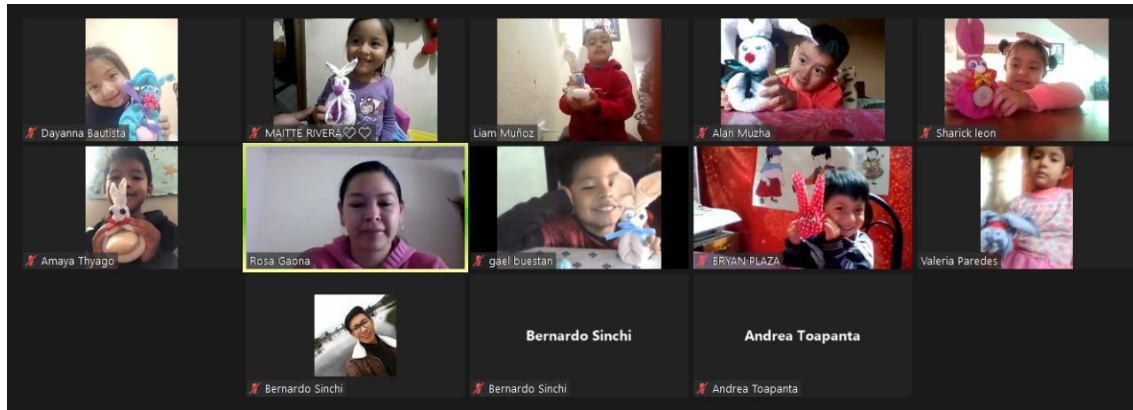 Dayanna Bautista
MAITTE RIVERA♡♡
Liam Muñoz
Alan Muzha
Sharick leon
Amaya Thyago
Rosa Gaona
gael buestan
BRYAN PLAZA
Valeria Paredes
Bernardo Sinchi
Bernardo Sinchi
Bernardo Sinchi
Andrea Toapanta
Andrea Toapanta